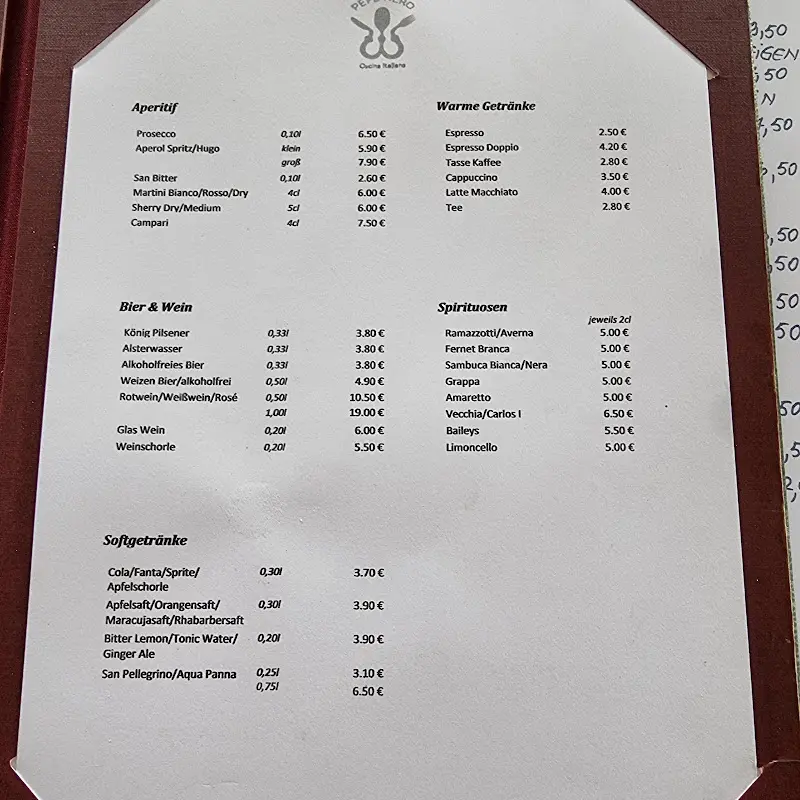 Cucina Italiana
Aperitif
Prosecco 0,10l 6.50 €
Aperol Spritz/Hugo klein 5.90 €
groß 7.90 €
San Bitter 0,10l 2.60 €
Martini Bianco/Rosso/Dry 4cl 6.00 €
Sherry Dry/Medium 5cl 6.00 €
Campari 4cl 7.50 €
Warme Getränke
Espresso 2.50 €
Espresso Doppio 4.20 €
Tasse Kaffee 2.80 €
Cappuccino 3.50 €
Latte Macchiato 4.00 €
Tee 2.80 €
Bier & Wein
König Pilsener 0,33l 3.80 €
Alsterwasser 0,33l 3.80 €
Alkoholfreies Bier 0,33l 3.80 €
Weizen Bier/alkoholfrei 0,50l 4.90 €
Rotwein/Weißwein/Rosé 0,50l 10.50 €
1,00l 19.00 €
Glas Wein 0,20l 6.00 €
Weinschorle 0,20l 5.50 €
Spirituosen
jeweils 2cl
Ramazzotti/Averna 5.00 €
Fernet Branca 5.00 €
Sambuca Bianca/Nera 5.00 €
Grappa 5.00 €
Amaretto 5.00 €
Vecchia/Carlos I 6.50 €
Baileys 5.50 €
Limoncello 5.00 €
Softgetränke
Cola/Fanta/Sprite/ 0,30l 3.70 €
Apfelschorle
Apfelsaft/Orangensaft/ 0,30l 3.90 €
Maracujasaft/Rhabarbersaft
Bitter Lemon/Tonic Water/ 0,20l 3.90 €
Ginger Ale
San Pellegrino/Aqua Panna 0,25l 3.10 €
0,75l 6.50 €